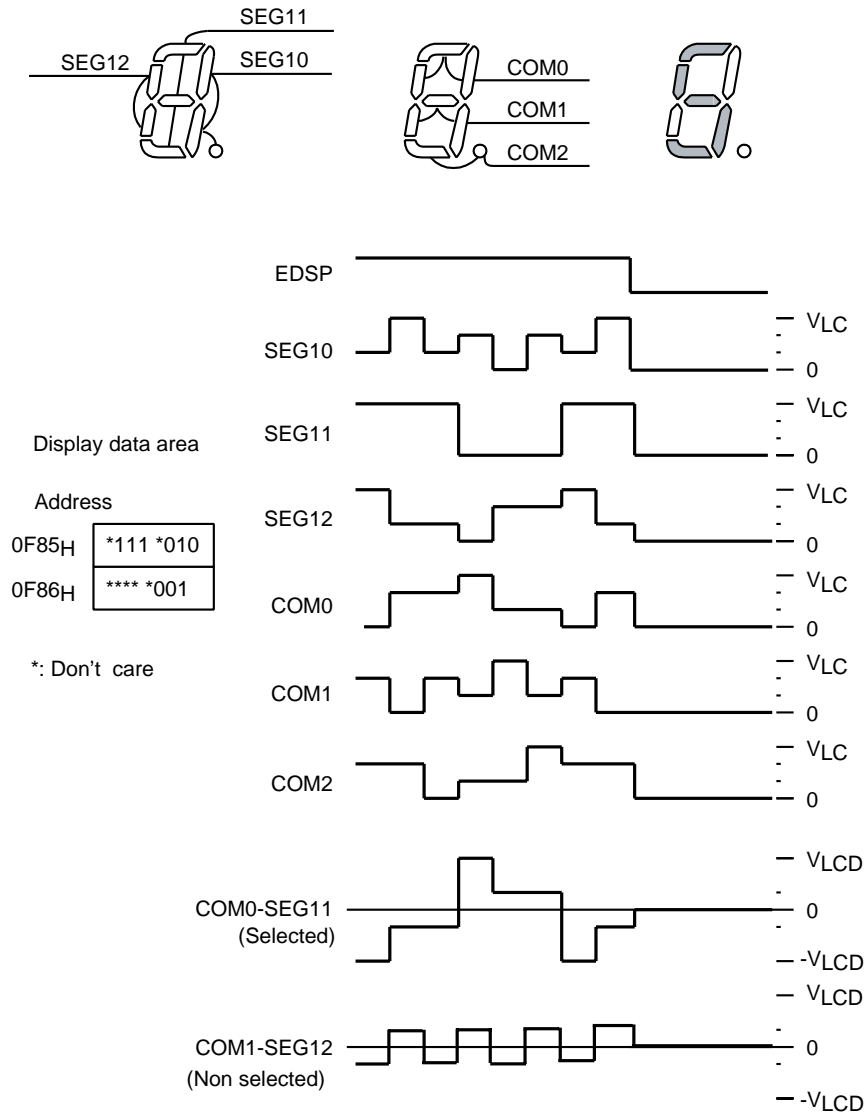 SEG11
SEG12
SEG10
COM0
COM1
COM2
EDSP
SEG10
VLC
0
SEG11
VLC
0
Display data area
Address
0F85H *111 *010
0F86H **** *001
*: Don't care
SEG12
VLC
0
COM0
VLC
0
COM1
VLC
0
COM2
VLC
0
COM0-SEG11
(Selected)
VLCD
0
-VLCD
COM1-SEG12
(Non selected)
VLCD
0
-VLCD